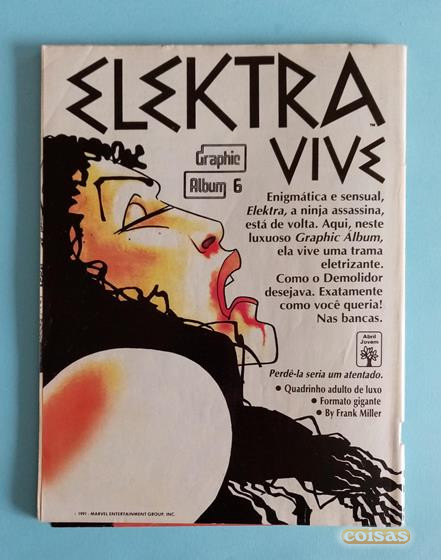 ELEKTRA
™
VIVE
Graphic
Album 6
Enigmática e sensual,
Elektra, a ninja assassina,
está de volta. Aqui, neste
luxuoso Graphic Álbum,
ela vive uma trama
eletrizante.
Como o Demolidor
desejava. Exatamente
como você queria!
Nas bancas.
Abril
Jovem
Perdê-la seria um atentado.
• Quadrinho adulto de luxo
• Formato gigante
• By Frank Miller
1991 - MARVEL ENTERTAINMENT GROUP, INC.
coisas